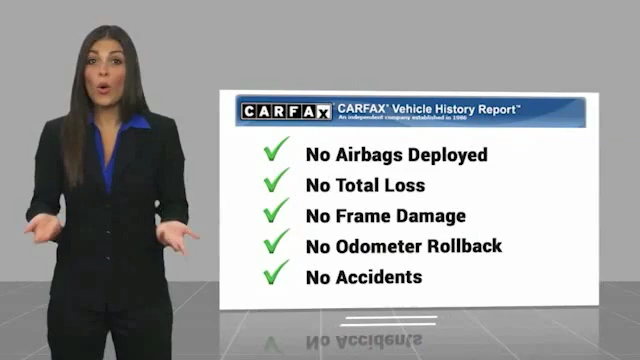 CARFAX CARFAX® Vehicle History Report™
An independent company established in 1986
No Airbags Deployed
No Total Loss
No Frame Damage
No Odometer Rollback
No Accidents